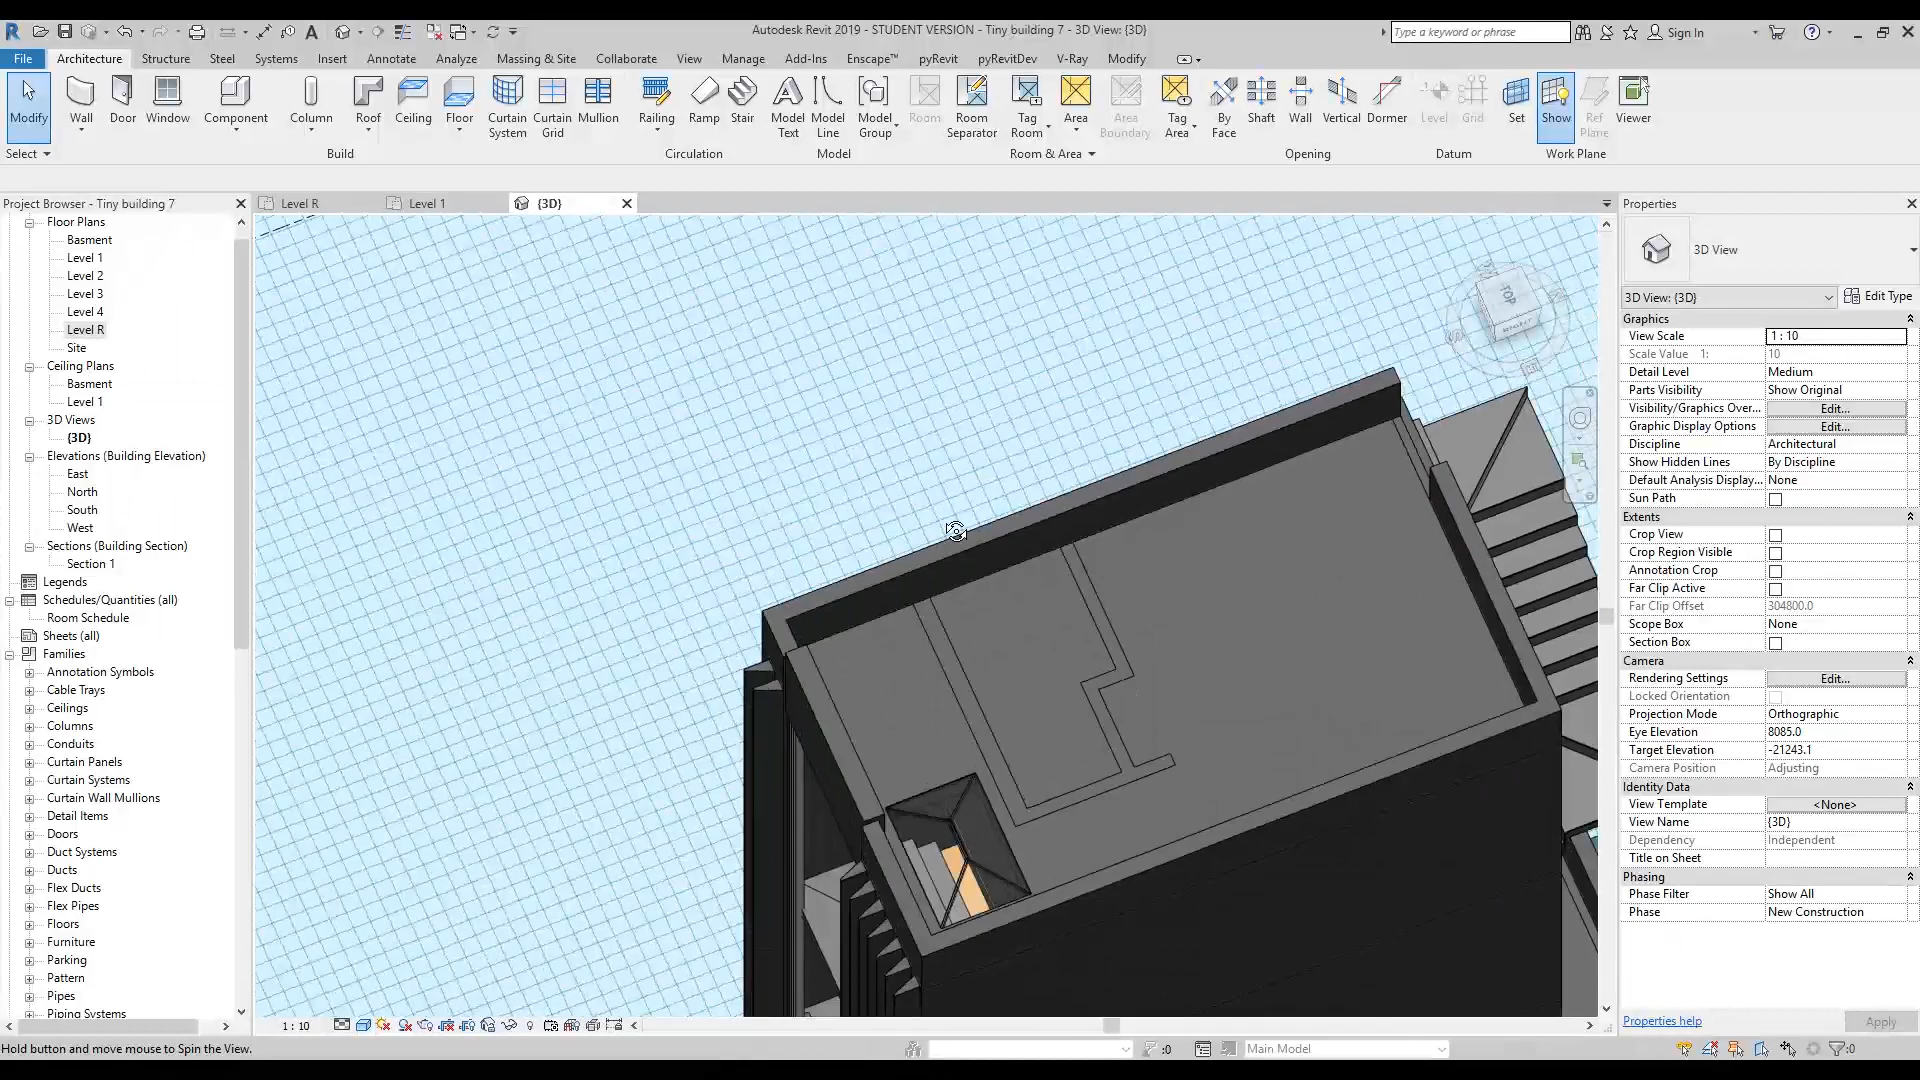 Autodesk Revit 2019 - STUDENT VERSION - Tiny building 7 - 3D View: {3D}
Type a keyword or phrase
Sign In
File Architecture Structure Steel Systems Insert Annotate Analyze Massing & Site Collaborate View Manage Add-Ins Enscape™ pyRevit pyRevitDev V-Ray Modify
Modify Wall Door Window Component Column Roof Ceiling Floor Curtain System Curtain Grid Mullion Railing Ramp Stair Model Text Model Line Model Group Room Room Separator Tag Room Area Area Boundary Tag Area By Face Shaft Wall Vertical Dormer Level Grid Set Show Ref Plane Viewer
Select Build Circulation Model Room & Area Opening Datum Work Plane
Project Browser - Tiny building 7
Floor Plans
Basment
Level 1
Level 2
Level 3
Level 4
Level R
Site
Ceiling Plans
Basment
Level 1
3D Views
{3D}
Elevations (Building Elevation)
East
North
South
West
Sections (Building Section)
Section 1
Legends
Schedules/Quantities (all)
Room Schedule
Sheets (all)
Families
Annotation Symbols
Cable Trays
Ceilings
Columns
Conduits
Curtain Panels
Curtain Systems
Curtain Wall Mullions
Detail Items
Doors
Duct Systems
Ducts
Flex Ducts
Flex Pipes
Floors
Furniture
Parking
Pattern
Pipes
Piping Systems
Level R Level 1 {3D}
TOP
RIGHT
Properties
3D View
3D View: {3D} Edit Type
Graphics
View Scale 1 : 10
Scale Value 1: 10
Detail Level Medium
Parts Visibility Show Original
Visibility/Graphics Over... Edit...
Graphic Display Options Edit...
Discipline Architectural
Show Hidden Lines By Discipline
Default Analysis Display... None
Sun Path
Extents
Crop View
Crop Region Visible
Annotation Crop
Far Clip Active
Far Clip Offset 304800.0
Scope Box None
Section Box
Camera
Rendering Settings Edit...
Locked Orientation
Projection Mode Orthographic
Eye Elevation 8085.0
Target Elevation -21243.1
Camera Position Adjusting
Identity Data
View Template <None>
View Name {3D}
Dependency Independent
Title on Sheet
Phasing
Phase Filter Show All
Phase New Construction
Properties help Apply
1 : 10
Hold button and move mouse to Spin the View.
:0
Main Model
:0